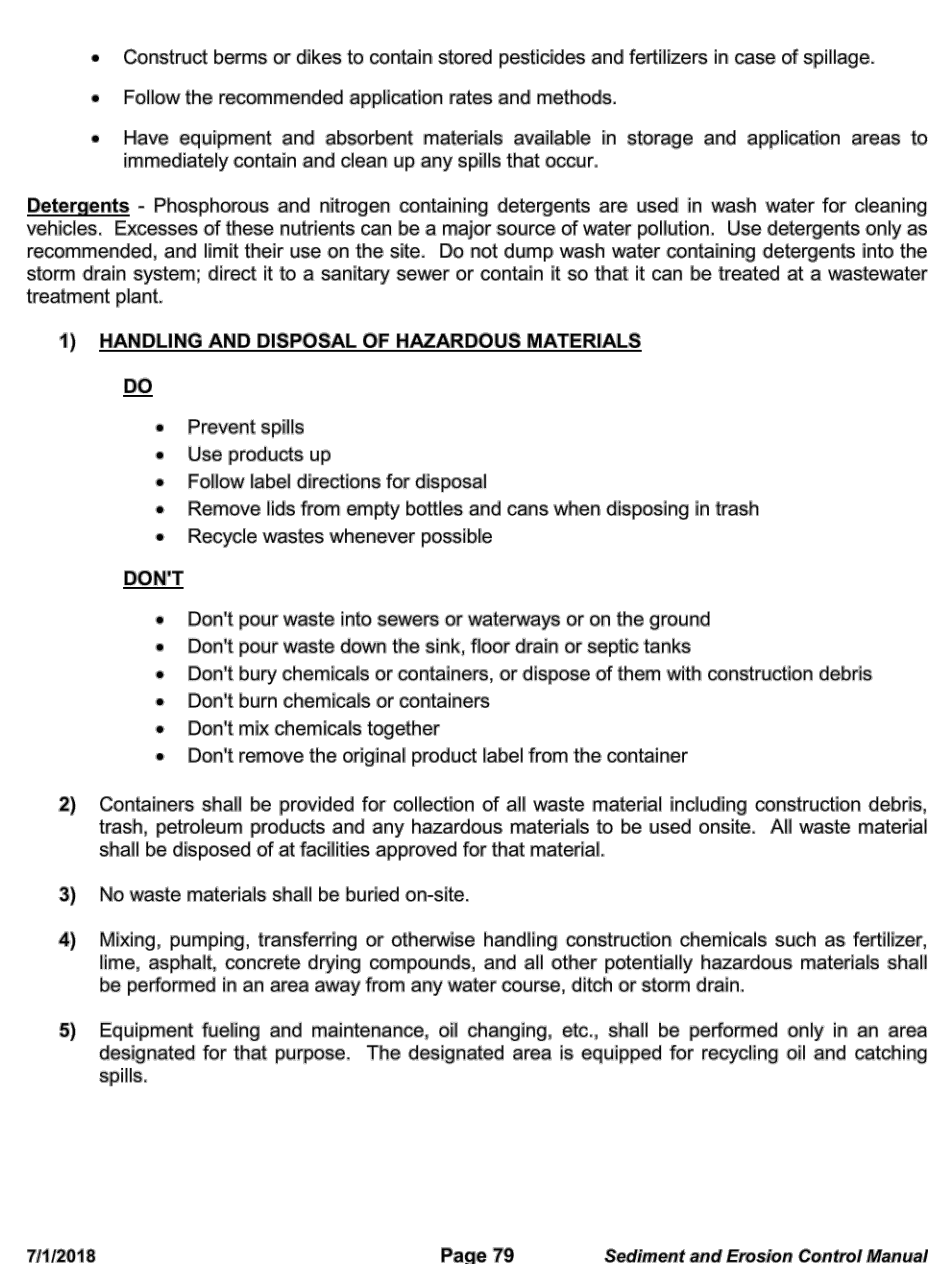 • Construct berms or dikes to contain stored pesticides and fertilizers in case of spillage.
• Follow the recommended application rates and methods.
• Have equipment and absorbent materials available in storage and application areas to
immediately contain and clean up any spills that occur.
Detergents - Phosphorous and nitrogen containing detergents are used in wash water for cleaning
vehicles. Excesses of these nutrients can be a major source of water pollution. Use detergents only as
recommended, and limit their use on the site. Do not dump wash water containing detergents into the
storm drain system; direct it to a sanitary sewer or contain it so that it can be treated at a wastewater
treatment plant.
1) HANDLING AND DISPOSAL OF HAZARDOUS MATERIALS
DO
• Prevent spills
• Use products up
• Follow label directions for disposal
• Remove lids from empty bottles and cans when disposing in trash
• Recycle wastes whenever possible
DON'T
• Don't pour waste into sewers or waterways or on the ground
• Don't pour waste down the sink, floor drain or septic tanks
• Don't bury chemicals or containers, or dispose of them with construction debris
• Don't burn chemicals or containers
• Don't mix chemicals together
• Don't remove the original product label from the container
2) Containers shall be provided for collection of all waste material including construction debris,
trash, petroleum products and any hazardous materials to be used onsite. All waste material
shall be disposed of at facilities approved for that material.
3) No waste materials shall be buried on-site.
4) Mixing, pumping, transferring or otherwise handling construction chemicals such as fertilizer,
lime, asphalt, concrete drying compounds, and all other potentially hazardous materials shall
be performed in an area away from any water course, ditch or storm drain.
5) Equipment fueling and maintenance, oil changing, etc., shall be performed only in an area
designated for that purpose. The designated area is equipped for recycling oil and catching
spills.
7/1/2018 Page 79 Sediment and Erosion Control Manual